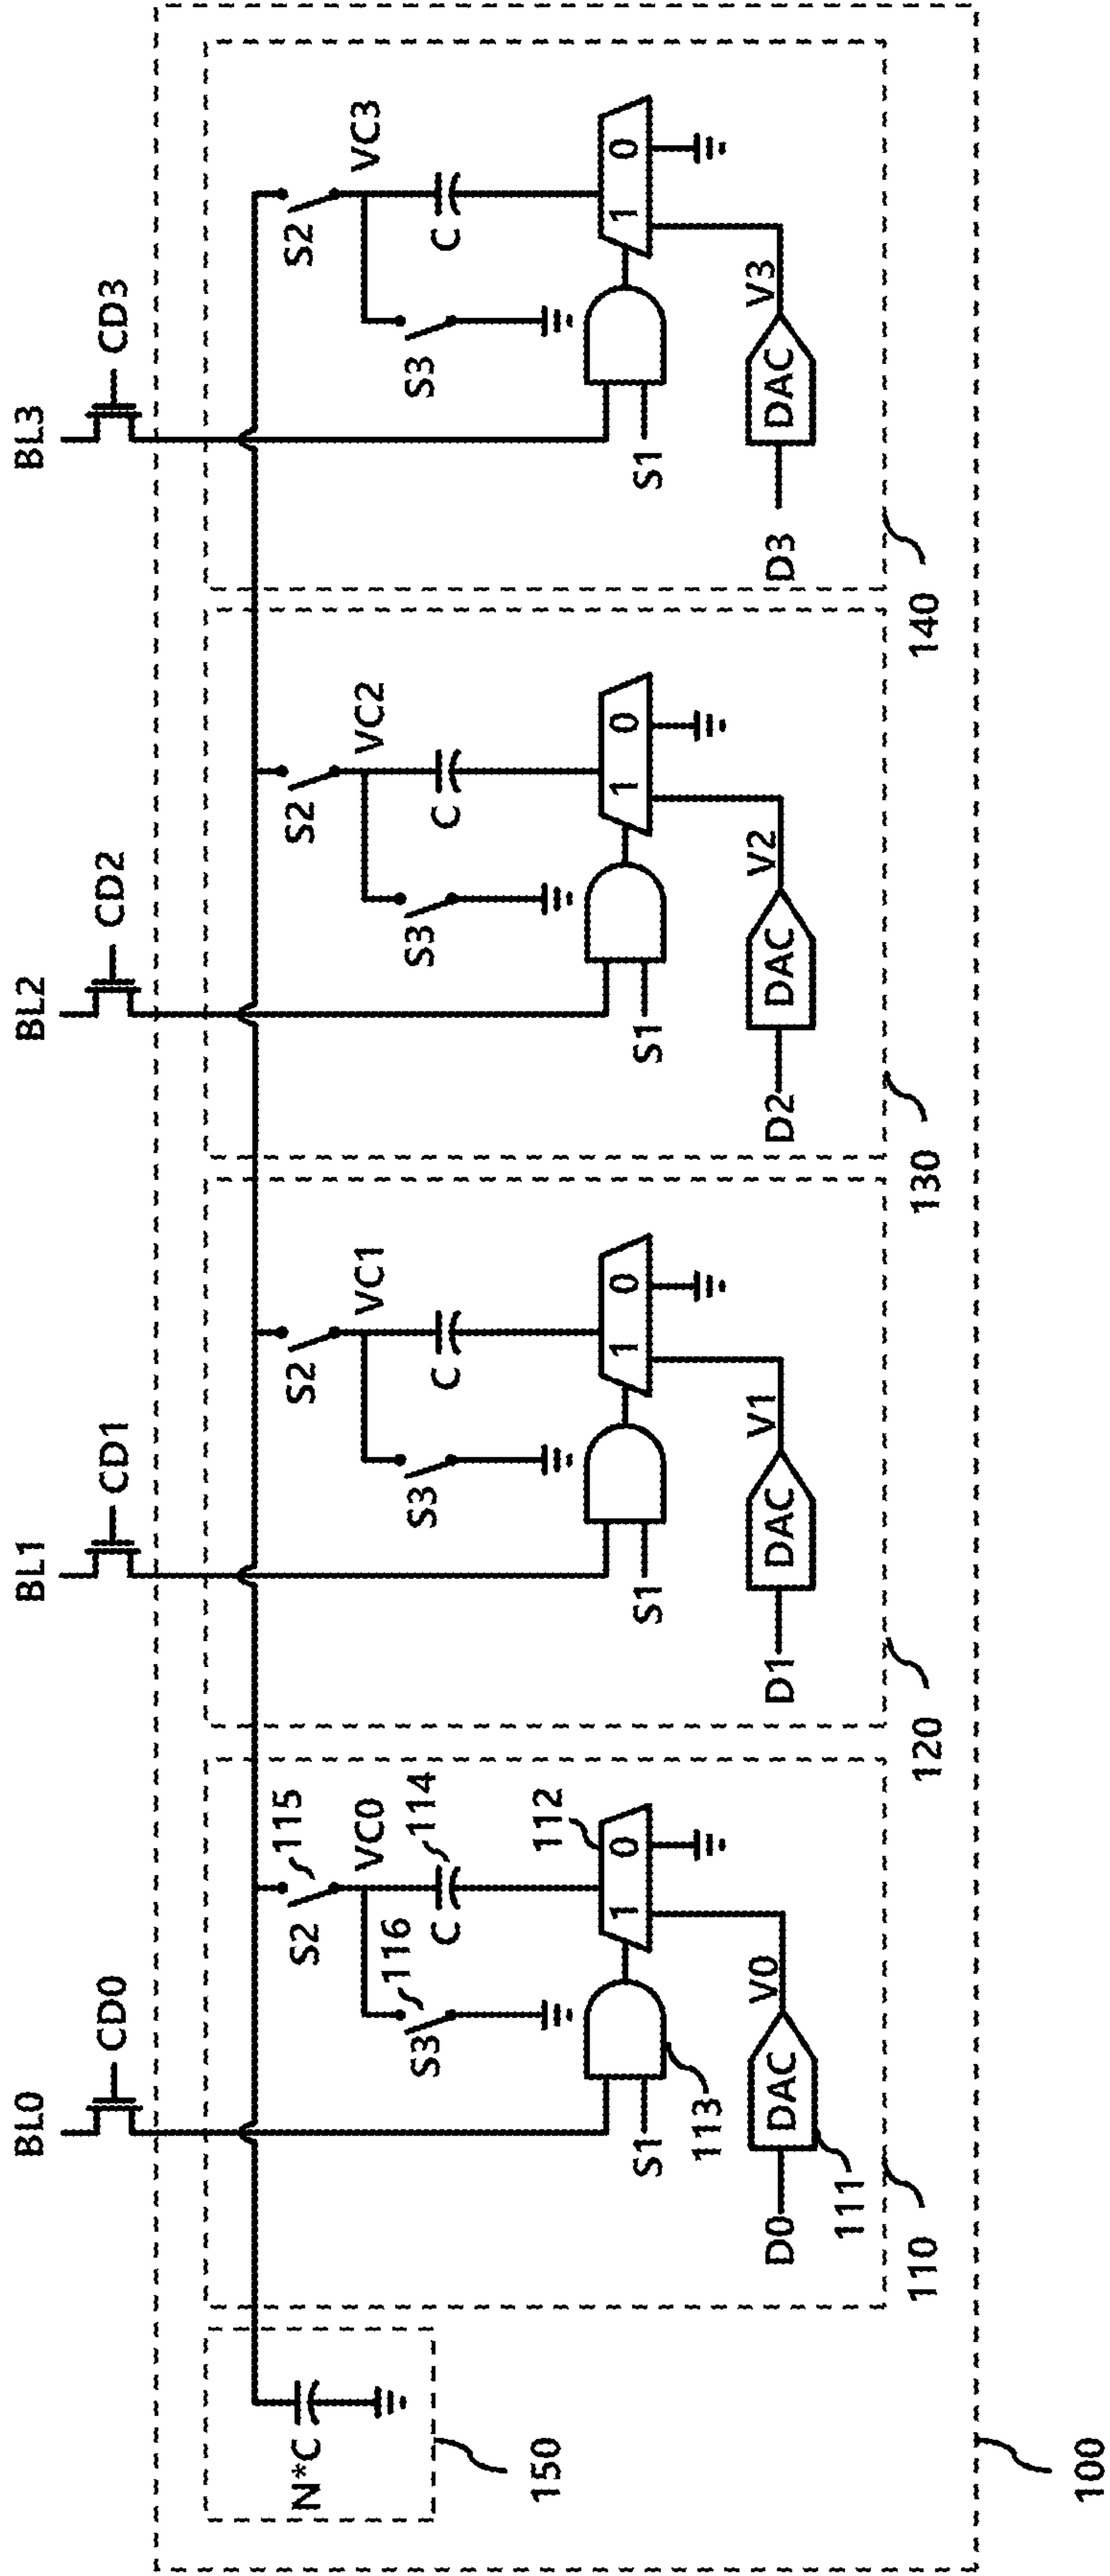 BL0
CD0
BL1
CD1
BL2
CD2
BL3
CD3
N*C
150
S2
115
VC0
S3
116
C
114
112
1 0
S1
113
V0
D0
DAC
111
110
S2
VC1
S3
C
1 0
S1
V1
D1
DAC
120
S2
VC2
S3
C
1 0
S1
V2
D2
DAC
130
S2
VC3
S3
C
1 0
S1
V3
D3
DAC
140
100